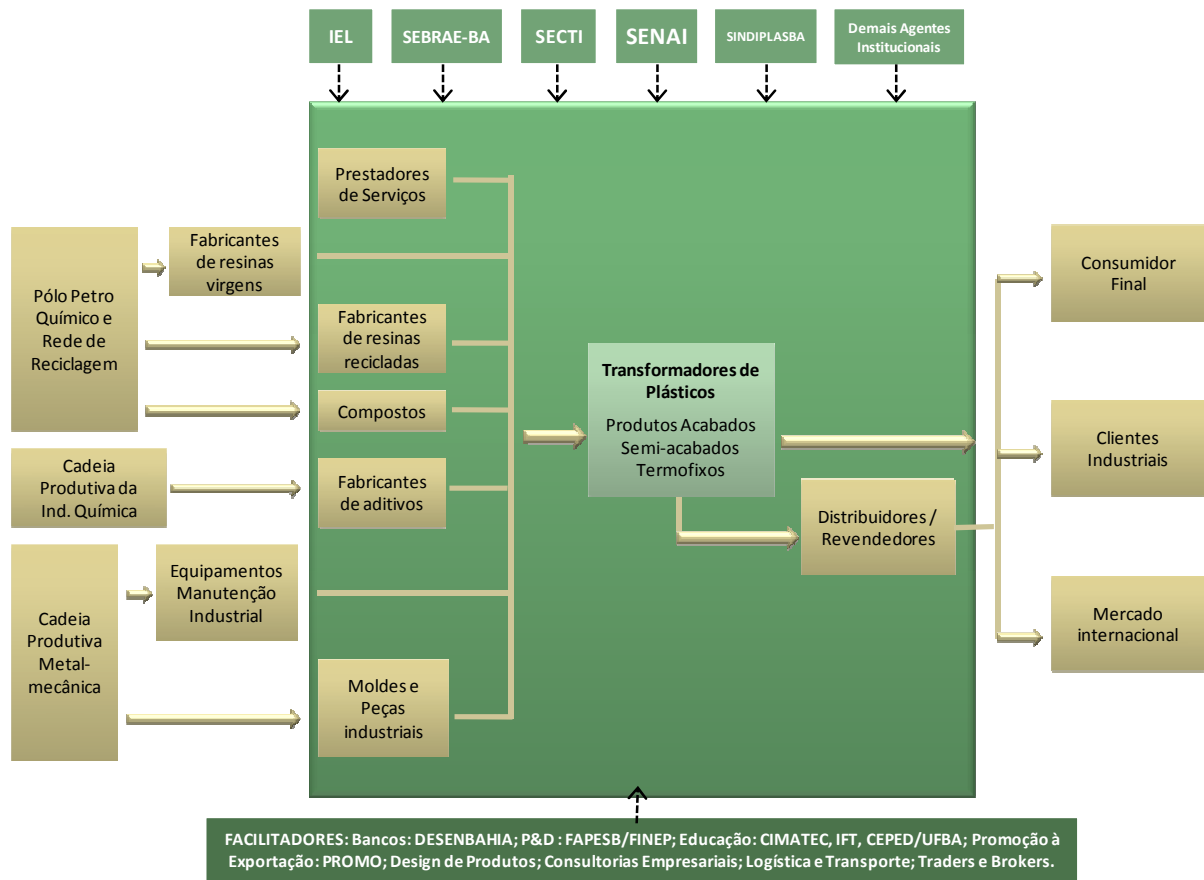 IEL
SEBRAE-BA
SECTI
SENAI
SINDIPLASBA
Demais Agentes
Institucionais
Prestadores
de Serviços
Pólo Petro
Químico e
Rede de
Reciclagem
Fabricantes
de resinas
virgens
Fabricantes
de resinas
recicladas
Compostos
Cadeia
Produtiva da
Ind. Química
Fabricantes
de aditivos
Cadeia
Produtiva
Metal-
mecânica
Equipamentos
Manutenção
Industrial
Moldes e
Peças
industriais
Transformadores de
Plásticos
Produtos Acabados
Semi-acabados
Termofixos
Distribuidores /
Revendedores
Consumidor
Final
Clientes
Industriais
Mercado
internacional
FACILITADORES: Bancos: DESENBAHIA; P&D : FAPESB/FINEP; Educação: CIMATEC, IFT, CEPED/UFBA; Promoção à
Exportação: PROMO; Design de Produtos; Consultorias Empresariais; Logística e Transporte; Traders e Brokers.